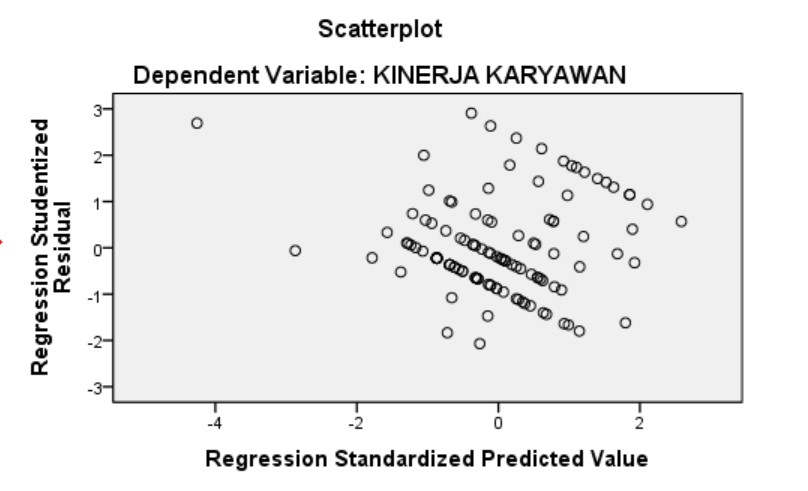 Scatterplot
Dependent Variable: KINERJA KARYAWAN
Regression Studentized
Residual
3
2
1
0
-1
-2
-3
-4
-2
0
2
Regression Standardized Predicted Value